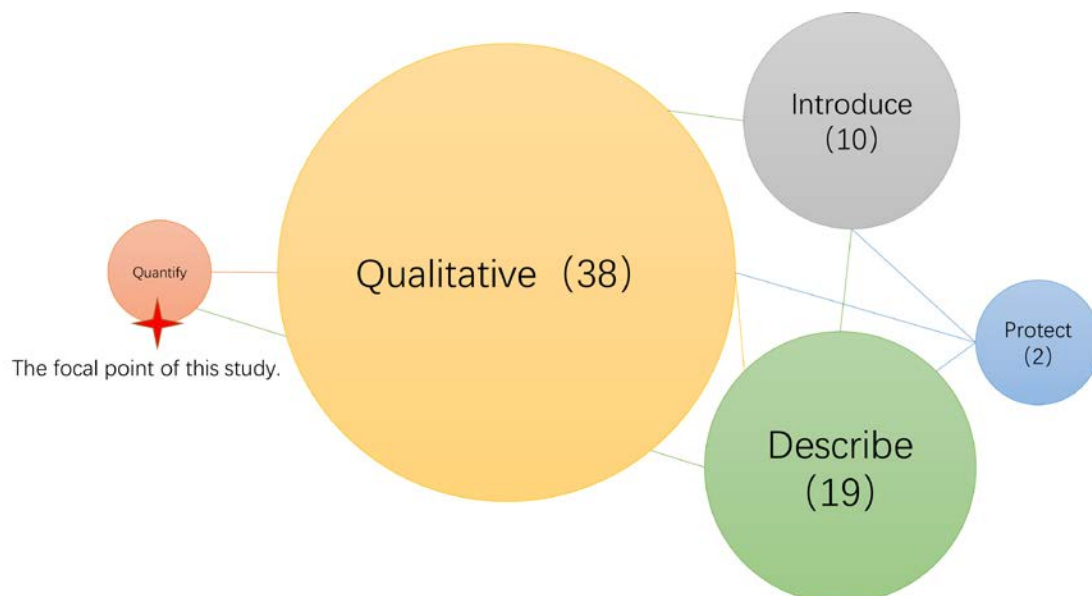 Introduce
（10）
Qualitative（38）
Quantify
Protect
（2）
The focal point of this study.
Describe
（19）